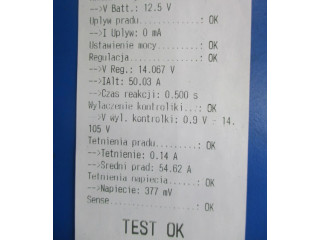 -->V Batt.: 12.5 V
Uplyw pradu...........: OK
-->I Uplyw: 0 mA
Ustawienie mocy.......: OK
Regulacja.............: OK
-->V Reg.: 14.067 V
-->IAlt: 50.03 A
-->Czas reakcji: 0.500 s
Wylaczenie kontrolki..: OK
-->V wyl. kontrolki: 0.9 V - 14.
105 V
Tetnienia pradu.......: OK
-->Tetnienie: 0.14 A
-->Sredni prad: 54.62 A
Tetnienia napiecia....: OK
-->Napiecie: 377 mV
Sense.................: OK
TEST OK